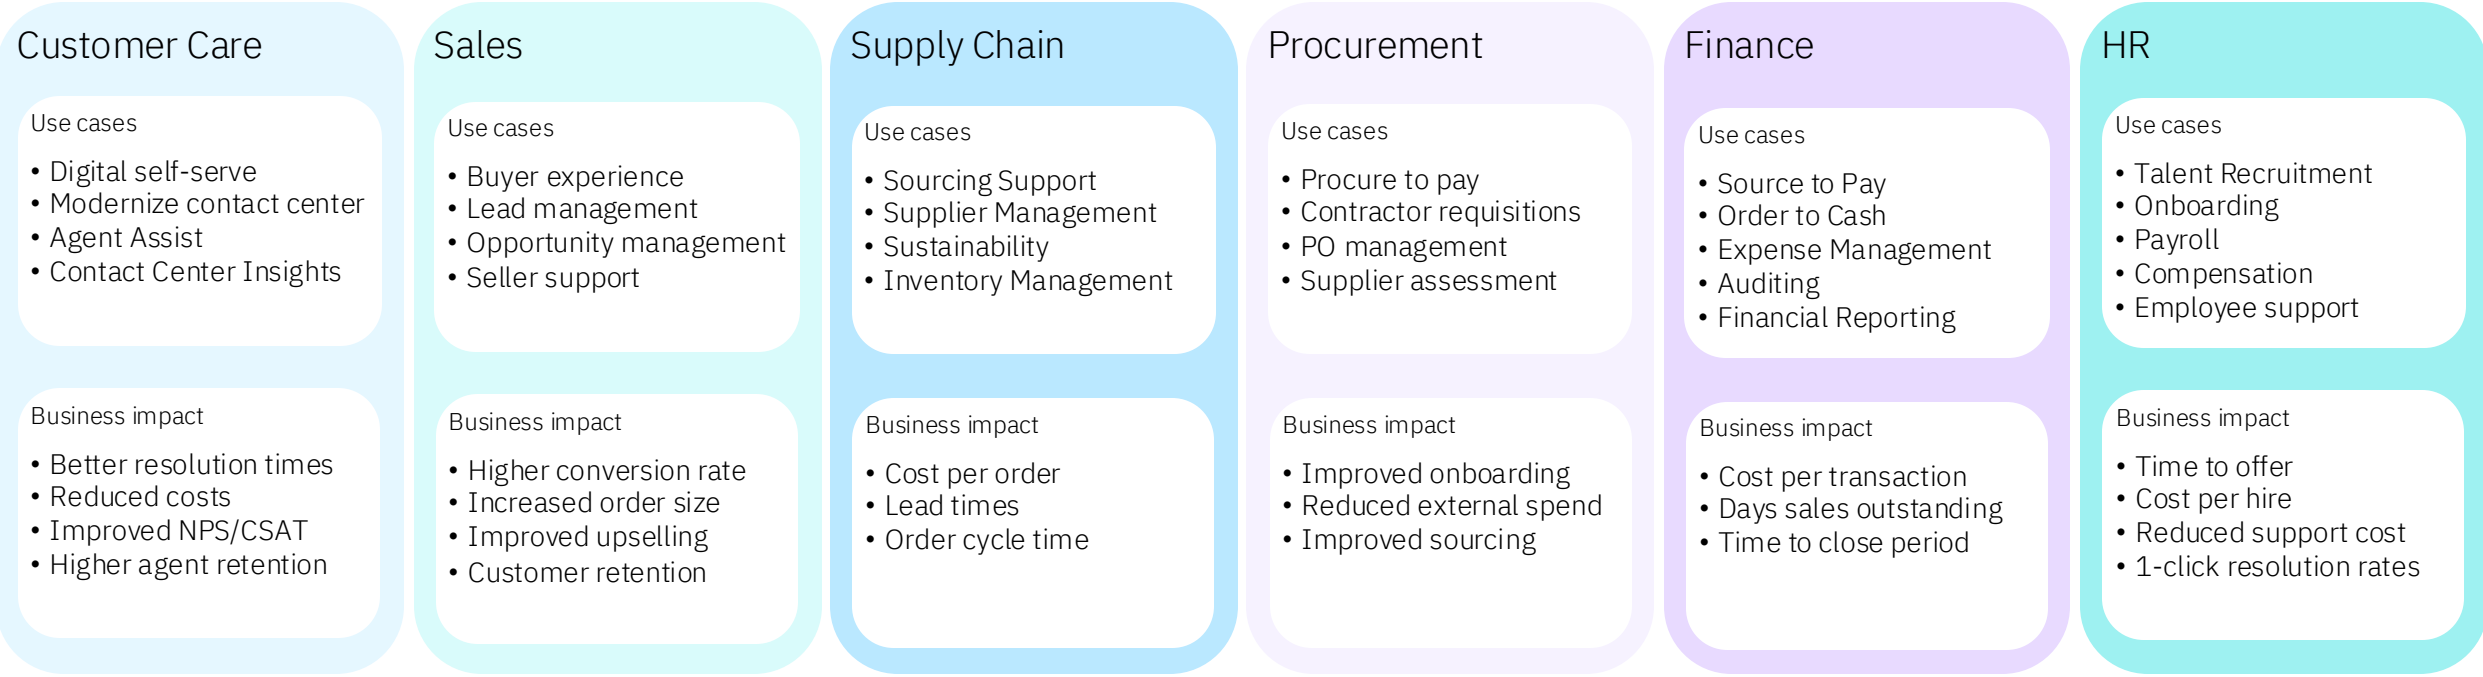 Customer Care
Use cases
• Digital self-serve
• Modernize contact center
• Agent Assist
• Contact Center Insights
Business impact
• Better resolution times
• Reduced costs
• Improved NPS/CSAT
• Higher agent retention
Sales
Use cases
• Buyer experience
• Lead management
• Opportunity management
• Seller support
Business impact
• Higher conversion rate
• Increased order size
• Improved upselling
• Customer retention
Supply Chain
Use cases
• Sourcing Support
• Supplier Management
• Sustainability
• Inventory Management
Business impact
• Cost per order
• Lead times
• Order cycle time
Procurement
Use cases
• Procure to pay
• Contractor requisitions
• PO management
• Supplier assessment
Business impact
• Improved onboarding
• Reduced external spend
• Improved sourcing
Finance
Use cases
• Source to Pay
• Order to Cash
• Expense Management
• Auditing
• Financial Reporting
Business impact
• Cost per transaction
• Days sales outstanding
• Time to close period
HR
Use cases
• Talent Recruitment
• Onboarding
• Payroll
• Compensation
• Employee support
Business impact
• Time to offer
• Cost per hire
• Reduced support cost
• 1-click resolution rates